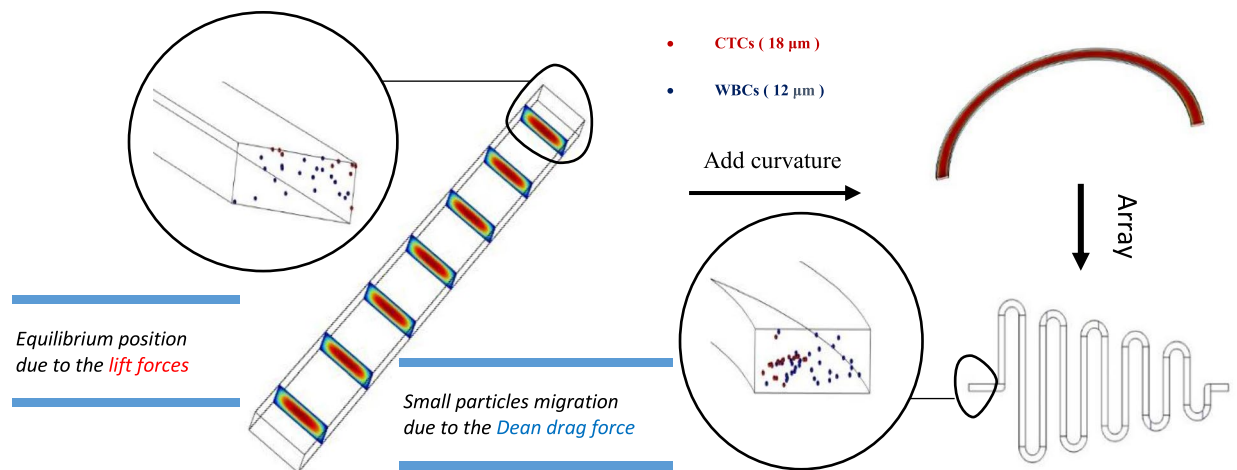 • CTCs ( 18 µm )
• WBCs ( 12 µm )
Add curvature
Array
Equilibrium position
due to the lift forces
Small particles migration
due to the Dean drag force